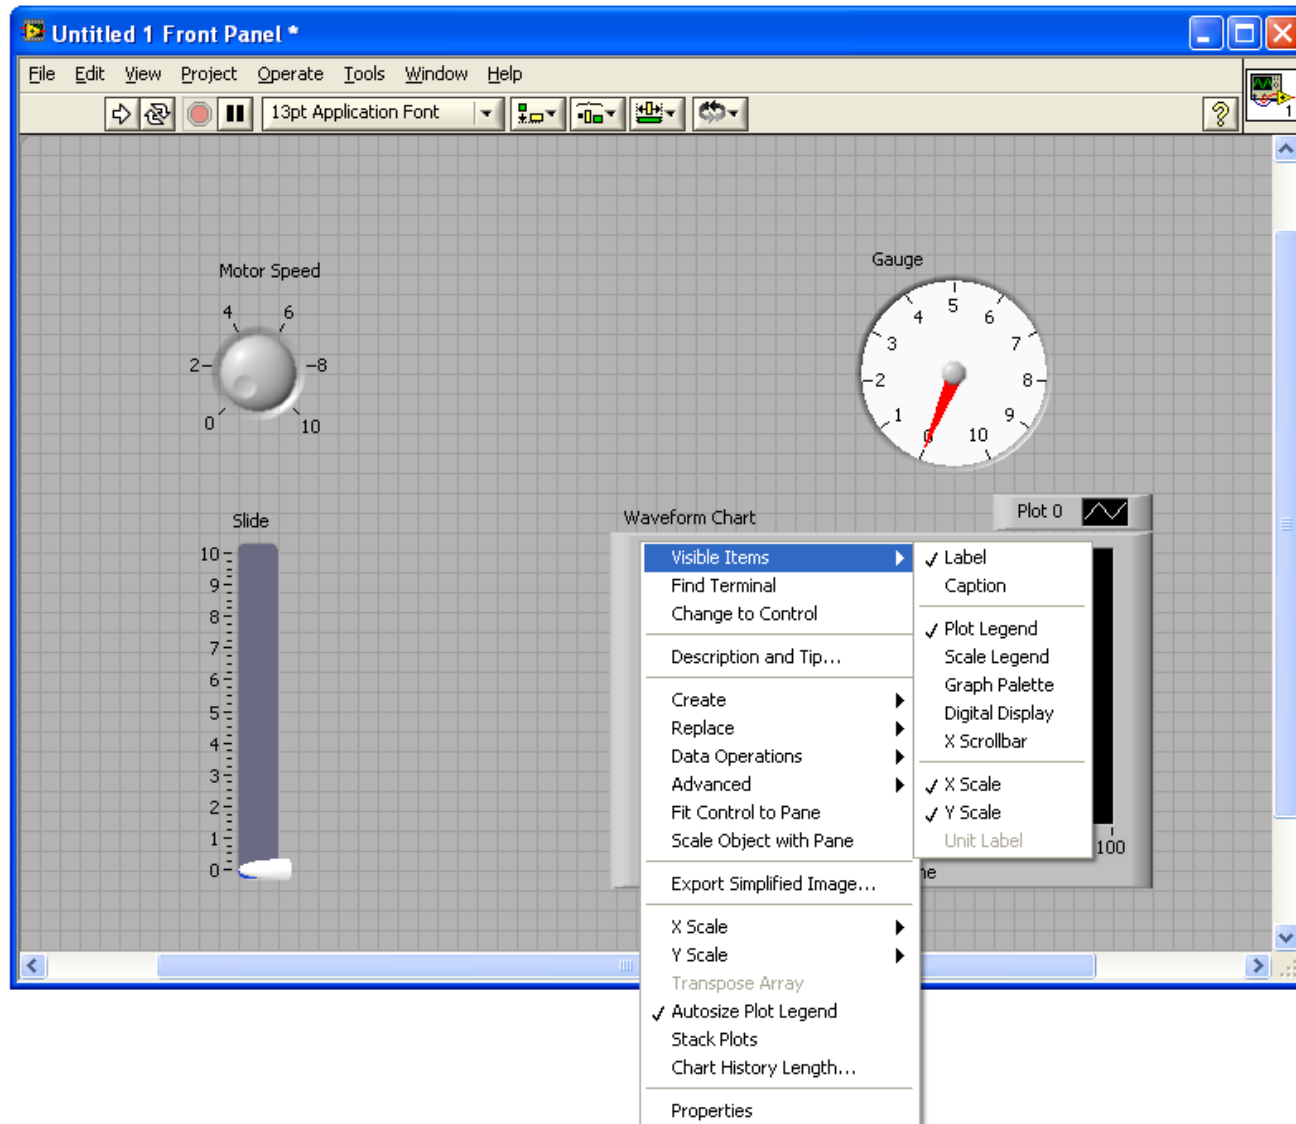 Untitled 1 Front Panel *
File Edit View Project Operate Tools Window Help
13pt Application Font
?
1
Motor Speed
4 6
2 8
0 10
Gauge
5
4 6
3 7
2 8
1 9
0 10
Slide
10
9
8
7
6
5
4
3
2
1
0
Waveform Chart
Plot 0
100
Visible Items
Find Terminal
Change to Control
Description and Tip...
Create
Replace
Data Operations
Advanced
Fit Control to Pane
Scale Object with Pane
Export Simplified Image...
X Scale
Y Scale
Transpose Array
Autosize Plot Legend
Stack Plots
Chart History Length...
Properties
Label
Caption
Plot Legend
Scale Legend
Graph Palette
Digital Display
X Scrollbar
X Scale
Y Scale
Unit Label